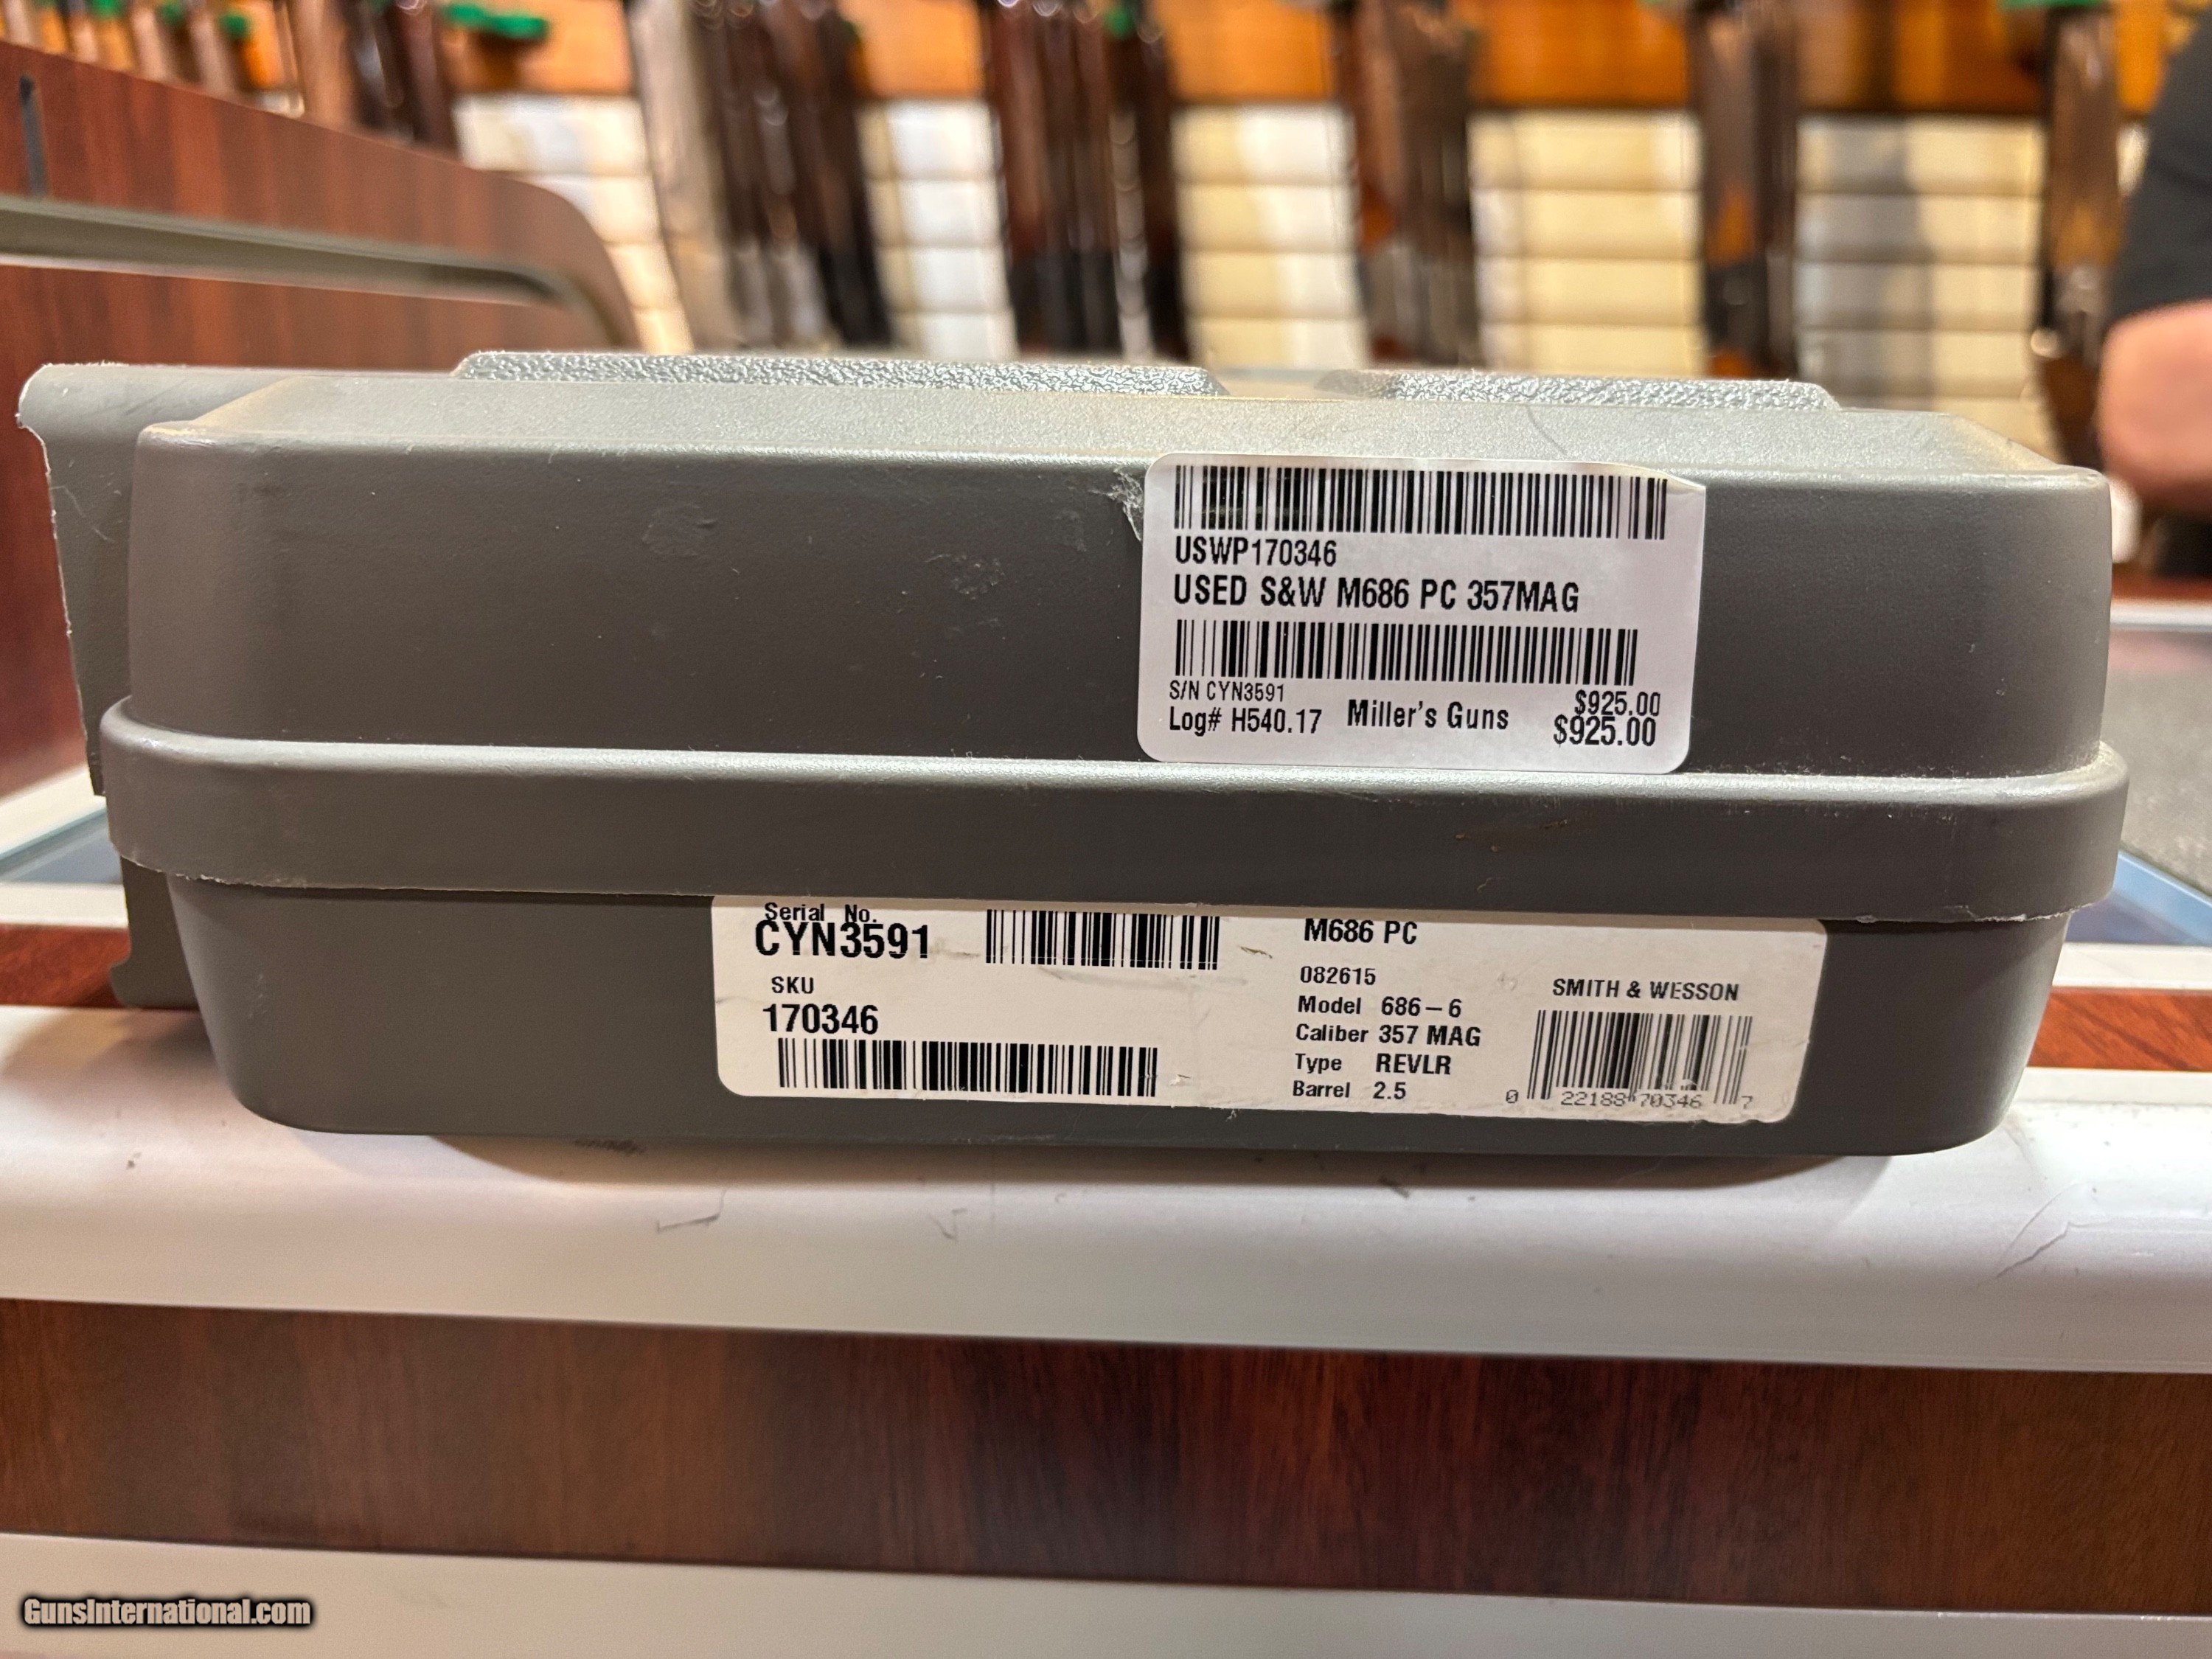 USWP170346
USED S&W M686 PC 357MAG
S/N CYN3591
$925.00
Log# H540.17 Miller's Guns $925.00
Serial No.
CYN3591
SKU
170346
M686 PC
082615
Model 686-6
Caliber 357 MAG
Type REVLR
Barrel 2.5
SMITH & WESSON
0 22188 70346 7
GunsInternational.com